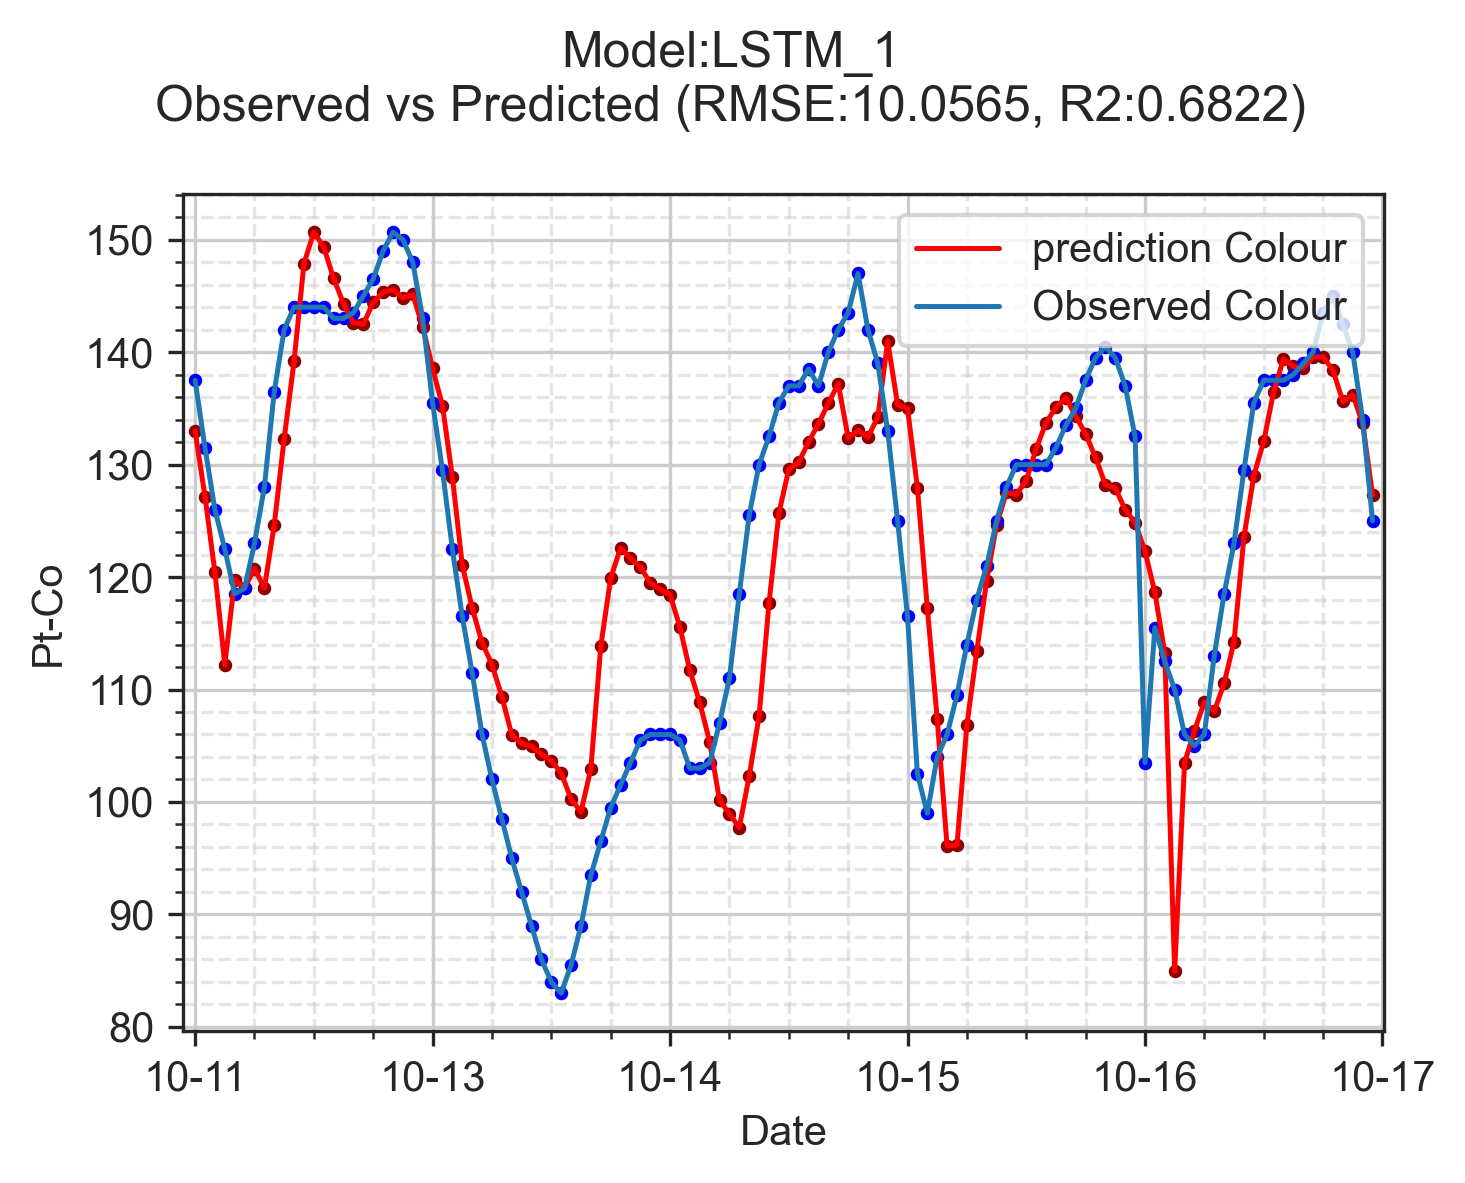 Model:LSTM_1
Observed vs Predicted (RMSE:10.0565, R2:0.6822)
prediction Colour
Observed Colour
Pt-Co
150
140
130
120
110
100
90
80
10-11 10-13 10-14 10-15 10-16 10-17
Date